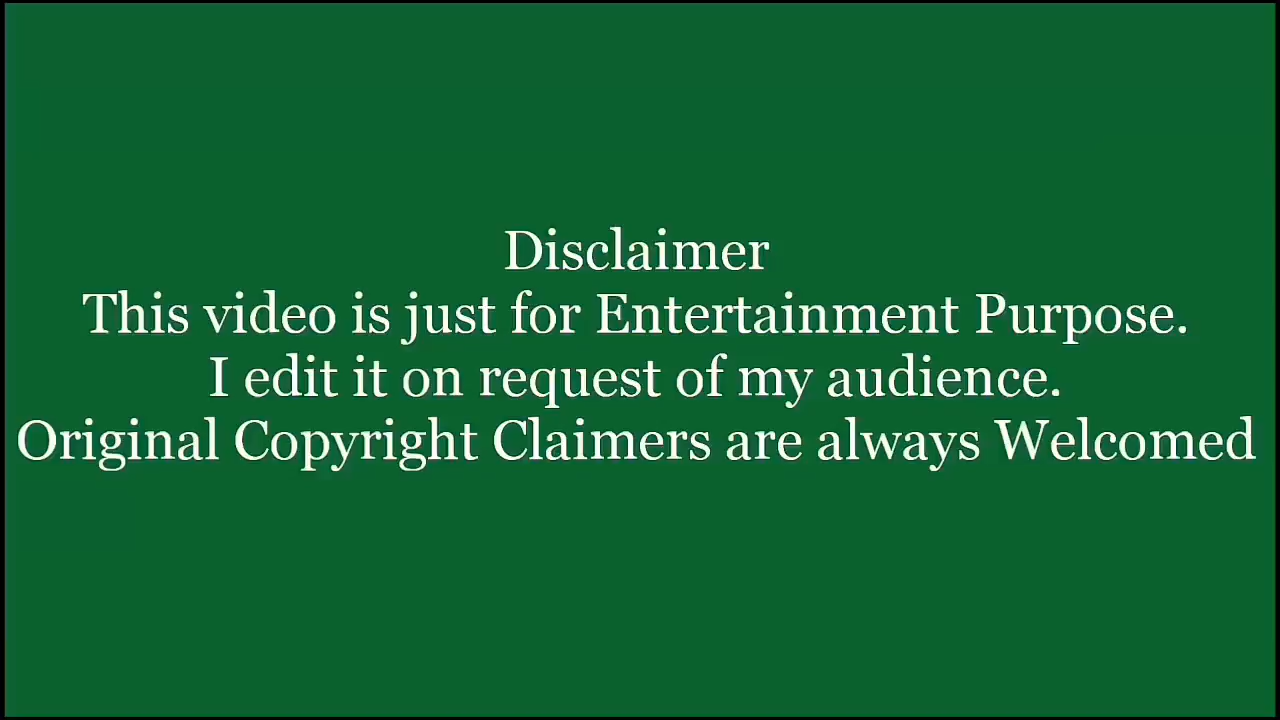 Disclaimer
This video is just for Entertainment Purpose.
I edit it on request of my audience.
Original Copyright Claimers are always Welcomed